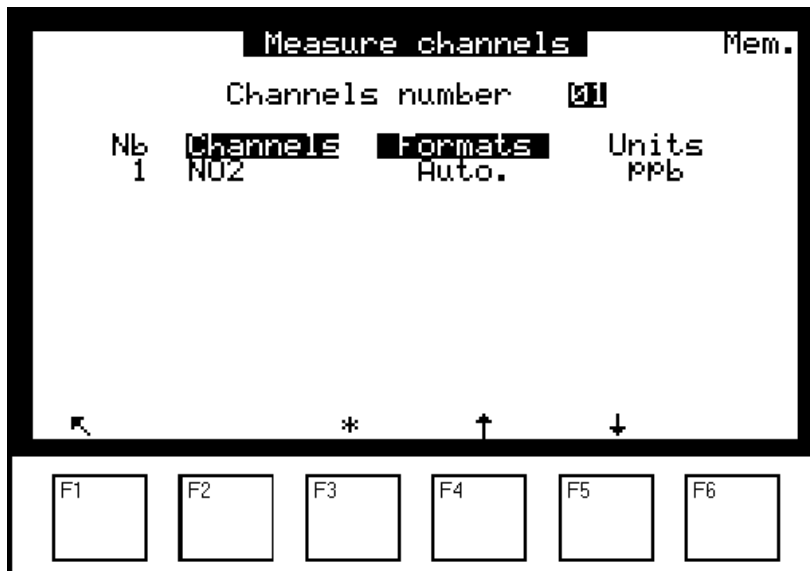 Measure channels Mem.
Channels number 01
Nb Channels Formats Units
1 NO2 Auto. ppb
*
F1 F2 F3 F4 F5 F6